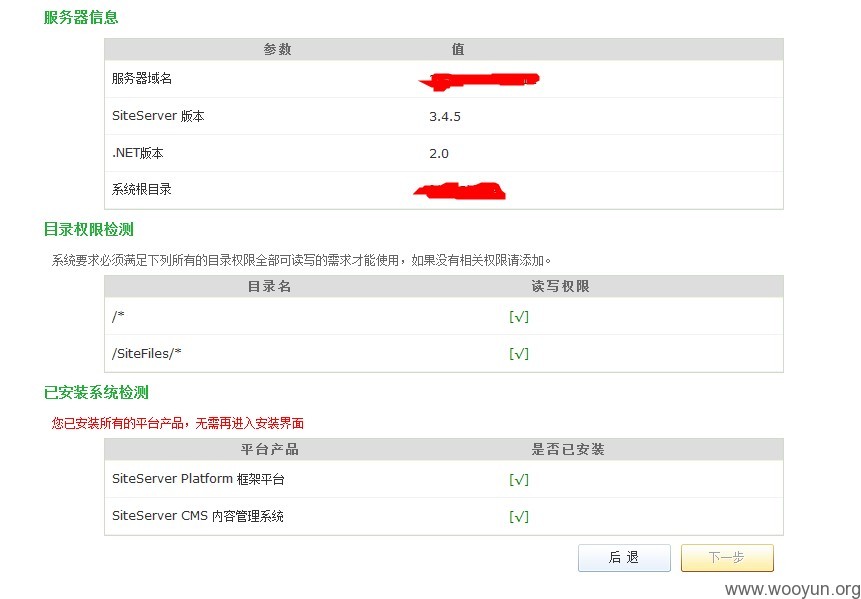 服务器信息
参数 值
服务器域名
SiteServer 版本 3.4.5
.NET版本 2.0
系统根目录
目录权限检测
系统要求必须满足下列所有的目录权限全部可读写的需求才能使用，如果没有相关权限请添加。
目录名 读写权限
/* [√]
/SiteFiles/* [√]
已安装系统检测
您已安装所有的平台产品，无需再进入安装界面
平台产品 是否已安装
SiteServer Platform 框架平台 [√]
SiteServer CMS 内容管理系统 [√]
后 退 下一步
www.wooyun.org